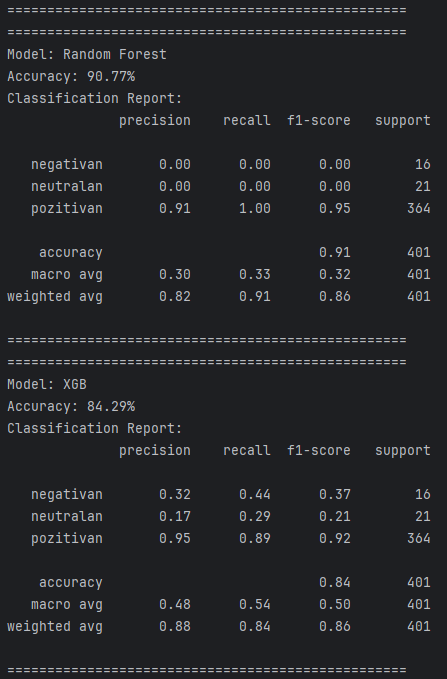 ==================================================
==================================================
Model: Random Forest
Accuracy: 90.77%
Classification Report:
              precision    recall  f1-score   support

   negativan       0.00      0.00      0.00        16
   neutralan       0.00      0.00      0.00        21
   pozitivan       0.91      1.00      0.95       364

    accuracy                           0.91       401
   macro avg       0.30      0.33      0.32       401
weighted avg       0.82      0.91      0.86       401

==================================================
==================================================
Model: XGB
Accuracy: 84.29%
Classification Report:
              precision    recall  f1-score   support

   negativan       0.32      0.44      0.37        16
   neutralan       0.17      0.29      0.21        21
   pozitivan       0.95      0.89      0.92       364

    accuracy                           0.84       401
   macro avg       0.48      0.54      0.50       401
weighted avg       0.88      0.84      0.86       401

==================================================